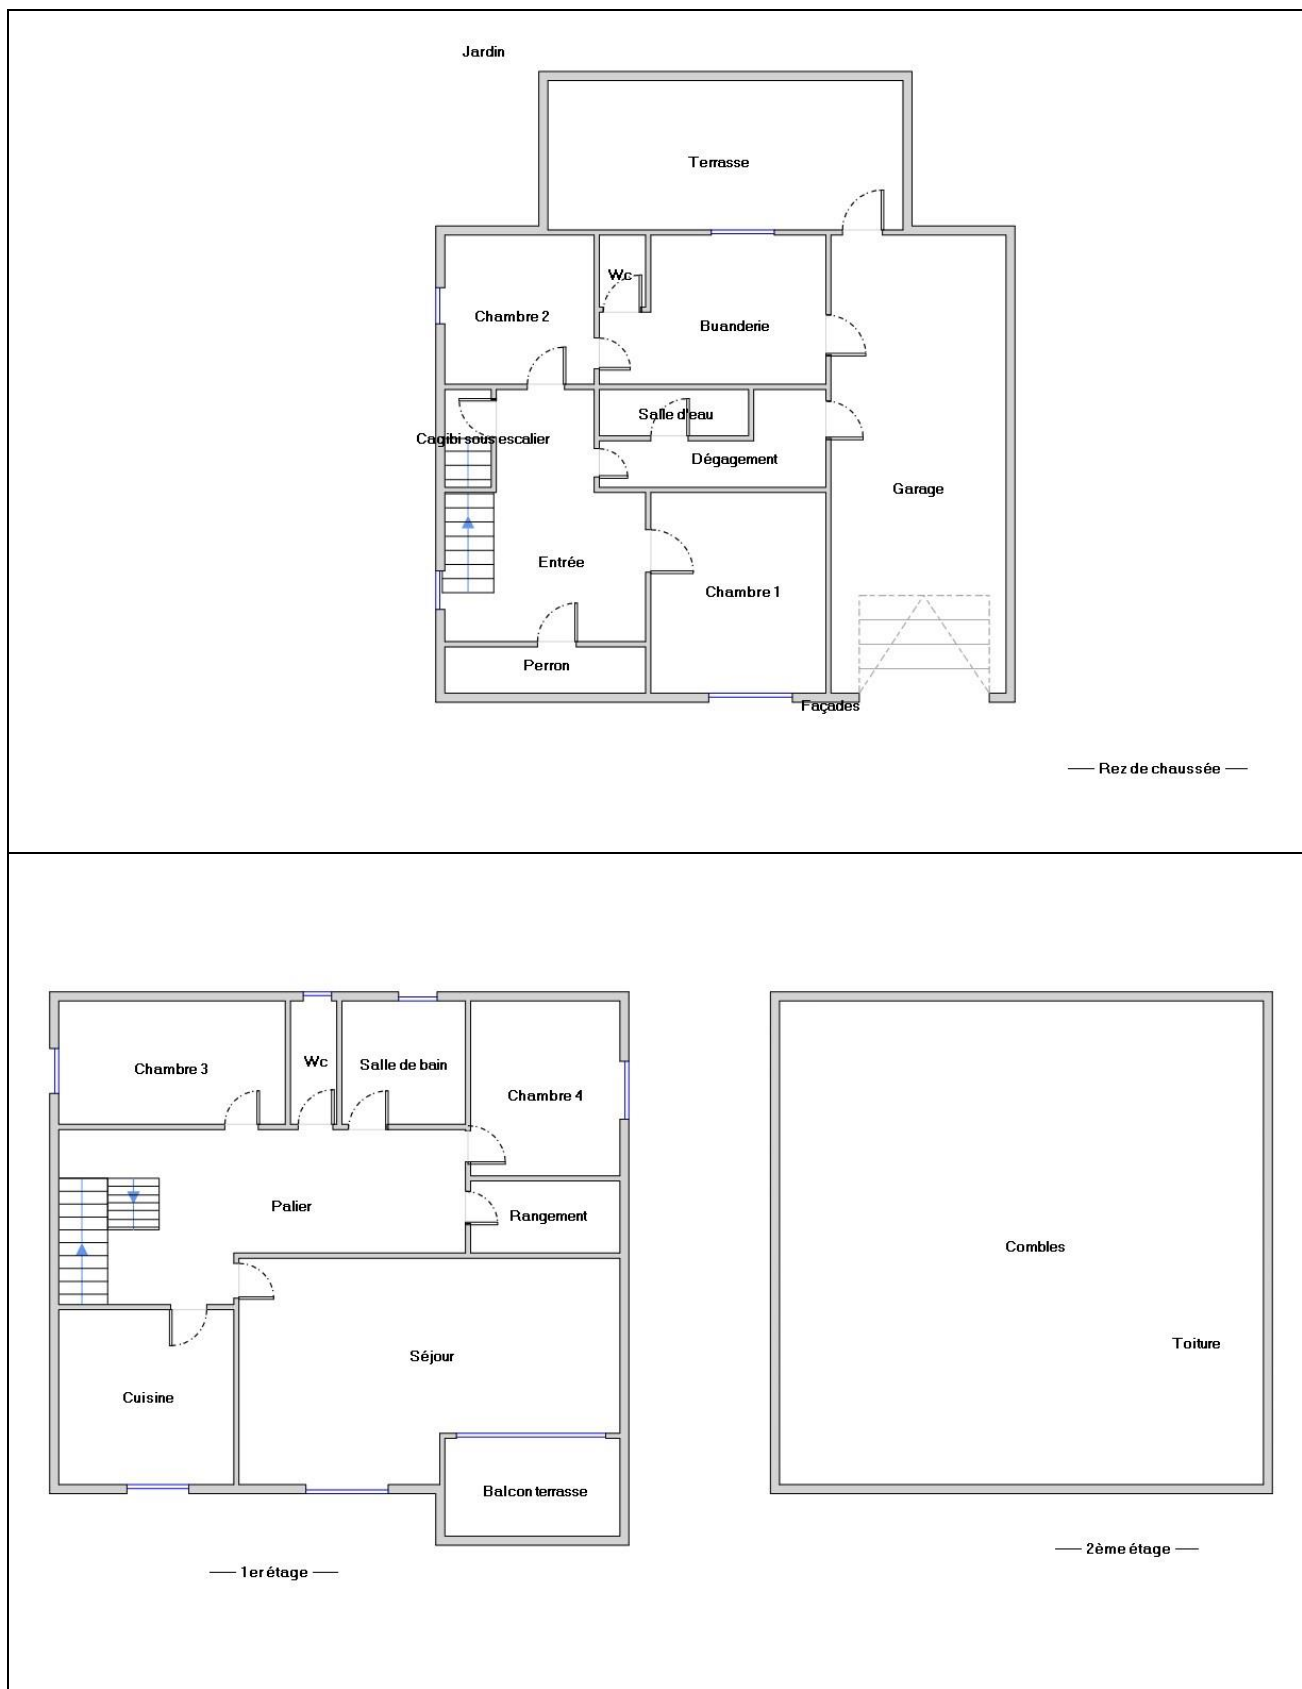 Jardin
Terrasse
Wc
Chambre 2
Buanderie
Salle d'eau
Cagibi sous escalier
Dégagement
Garage
Entrée
Chambre 1
Perron
Façades
Rez de chaussée
Chambre 3
Wc
Salle de bain
Chambre 4
Palier
Rangement
Combles
Toiture
Séjour
Cuisine
Balcon terrasse
2ème étage
1er étage